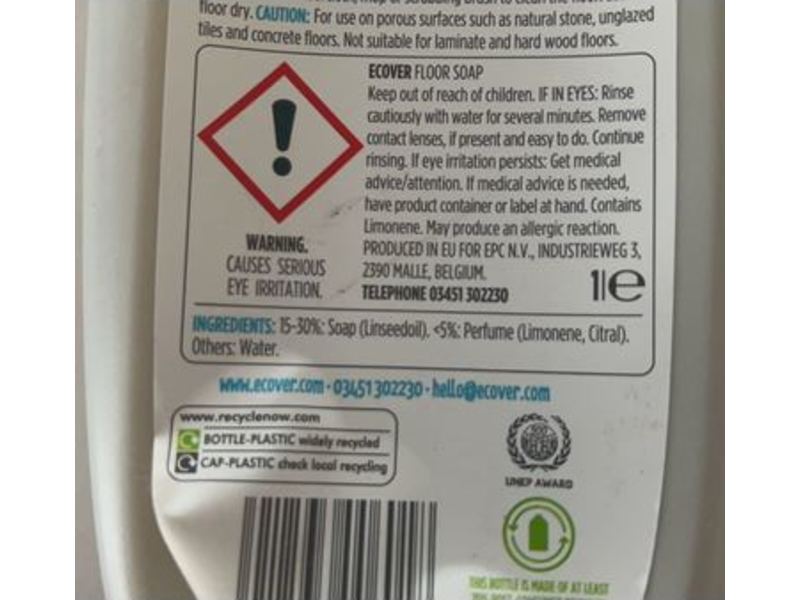 floor dry. CAUTION: For use on porous surfaces such as natural stone, unglazed
tiles and concrete floors. Not suitable for laminate and hard wood floors.
ECOVER FLOOR SOAP
Keep out of reach of children. IF IN EYES: Rinse
cautiously with water for several minutes. Remove
contact lenses, if present and easy to do. Continue
rinsing. If eye irritation persists: Get medical
advice/attention. If medical advice is needed,
have product container or label at hand. Contains
Limonene. May produce an allergic reaction.
PRODUCED IN EU FOR EPC N.V., INDUSTRIEWEG 3,
2390 MALLE, BELGIUM.
TELEPHONE 03451 302230
1l e
WARNING.
CAUSES SERIOUS
EYE IRRITATION.
INGREDIENTS: 15-30%: Soap (Linseedoil). <5%: Perfume (Limonene, Citral).
Others: Water.
www.ecover.com · 03451 302230 · hello@ecover.com
www.recyclenow.com
BOTTLE-PLASTIC widely recycled
CAP-PLASTIC check local recycling
UNEP AWARD
THIS BOTTLE IS MADE OF AT LEAST